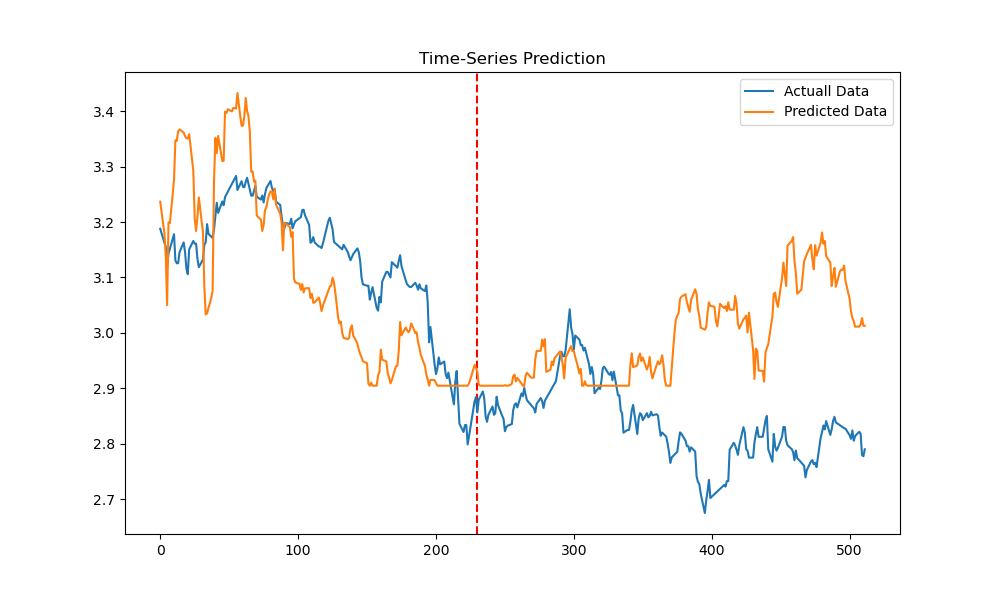 Time-Series Prediction
Actuall Data
Predicted Data
3.4
3.3
3.2
3.1
3.0
2.9
2.8
2.7
0 100 200 300 400 500